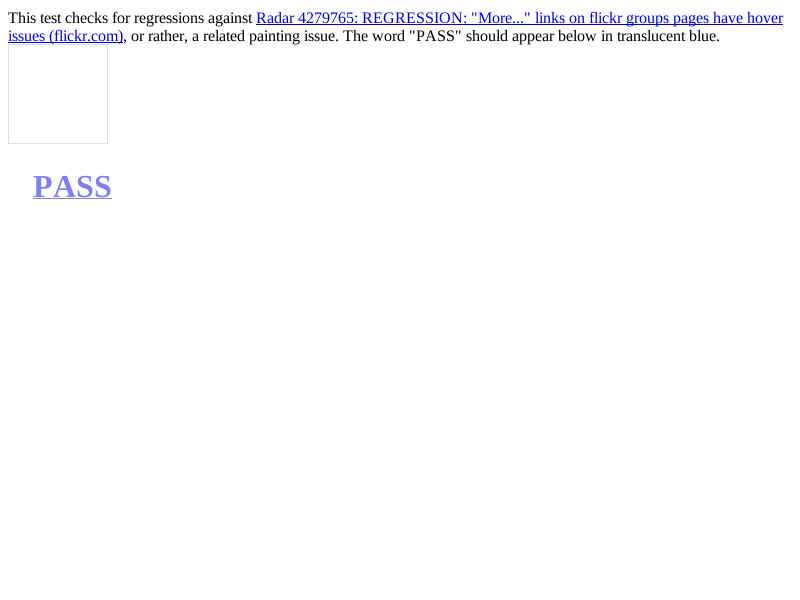 This test checks for regressions against Radar 4279765: REGRESSION: "More..." links on flickr groups pages have hover
issues (flickr.com), or rather, a related painting issue. The word "PASS" should appear below in translucent blue.
PASS